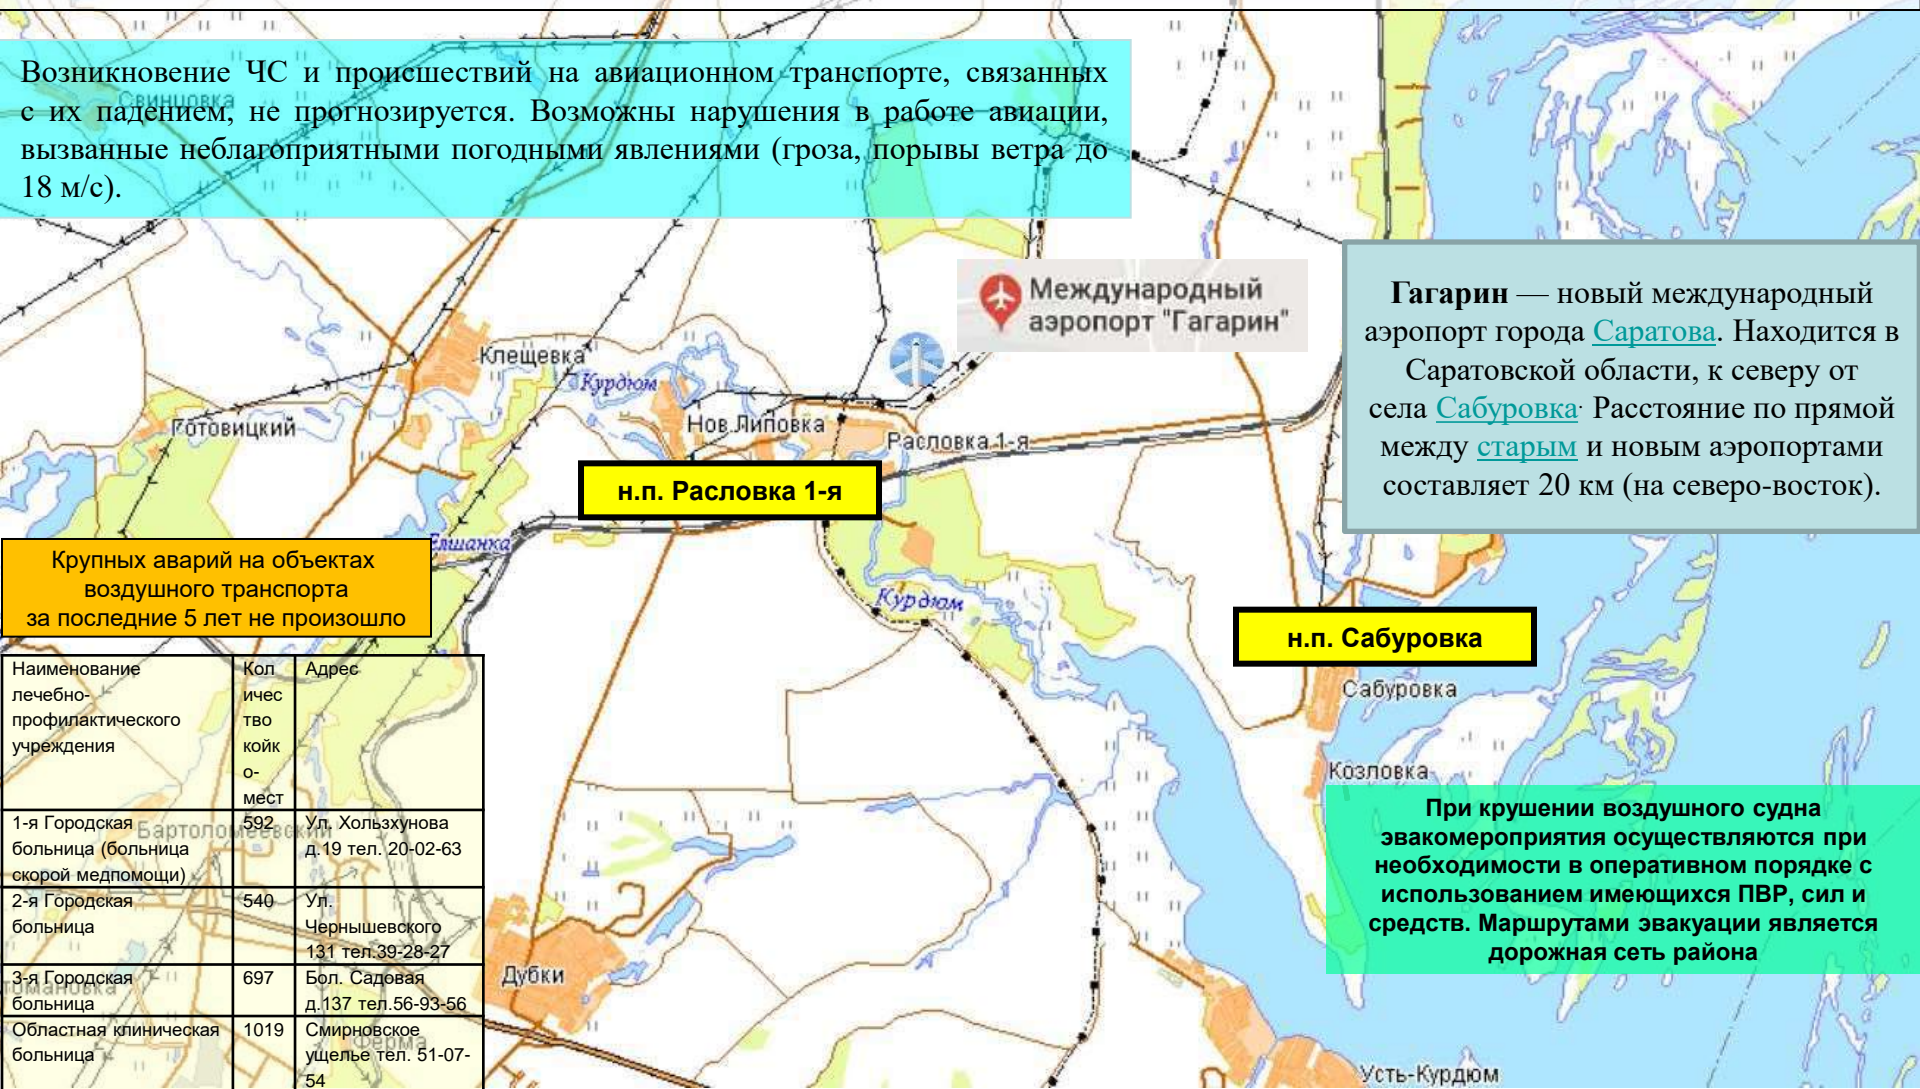 Возникновение ЧС и происшествий на авиационном транспорте, связанных
с их падением, не прогнозируется. Возможны нарушения в работе авиации,
вызванные неблагоприятными погодными явлениями (гроза, порывы ветра до
18 м/с).
Свинцовка
Международный
аэропорт "Гагарин"
Гагарин — новый международный
аэропорт города Саратова. Находится в
Саратовской области, к северу от
села Сабуровка. Расстояние по прямой
между старым и новым аэропортами
составляет 20 км (на северо-восток).
Клещевка
Курдюм
Готовицкий
Нов.Липовка
Расловка 1-я
н.п. Расловка 1-я
Елшанка
Курдюм
н.п. Сабуровка
Сабуровка
Козловка
Крупных аварий на объектах
воздушного транспорта
за последние 5 лет не произошло
Наименование
лечебно-
профилактического
учреждения
Кол
ичес
тво
койк
о-
мест
Адрес
1-я Городская
больница (больница
скорой медпомощи)
592
Ул. Хользхунова
д.19 тел. 20-02-63
2-я Городская
больница
540
Ул.
Чернышевского
131 тел.39-28-27
3-я Городская
больница
697
Бол. Садовая
д.137 тел.56-93-56
Областная клиническая
больница
1019
Смирновское
ущелье тел. 51-07-
54
Бартоломеевский
Ферма
Дубки
При крушении воздушного судна
эвакомероприятия осуществляются при
необходимости в оперативном порядке с
использованием имеющихся ПВР, сил и
средств. Маршрутами эвакуации является
дорожная сеть района
Усть-Курдюм